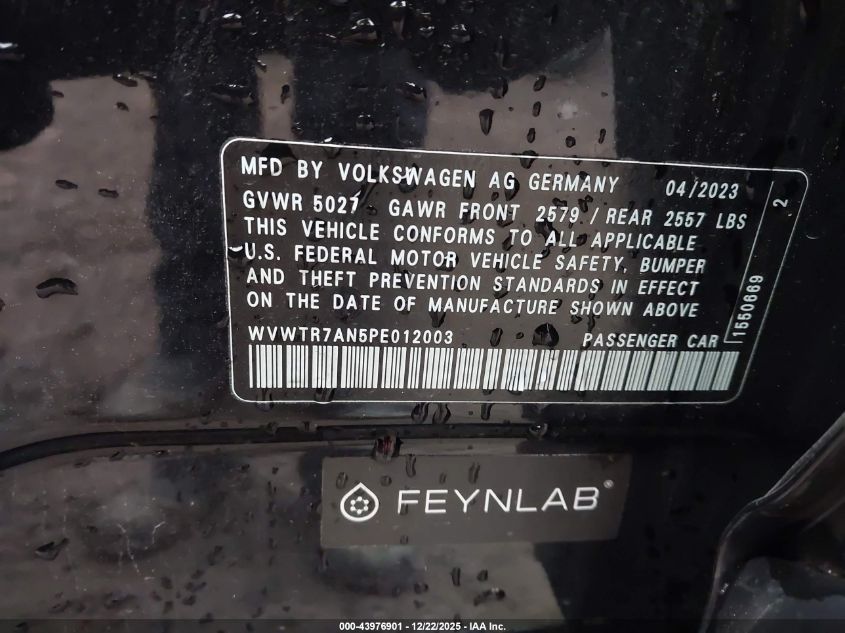 MFD BY VOLKSWAGEN AG GERMANY 04/2023
GVWR 5027 GAWR FRONT 2579 / REAR 2557 LBS
THIS VEHICLE CONFORMS TO ALL APPLICABLE
U.S. FEDERAL MOTOR VEHICLE SAFETY, BUMPER
AND THEFT PREVENTION STANDARDS IN EFFECT
ON THE DATE OF MANUFACTURE SHOWN ABOVE
WVWTR7AN5PE012003 PASSENGER CAR
1550669 2
FEYNLAB®
000-43976901 - 12/22/2025 - IAA Inc.